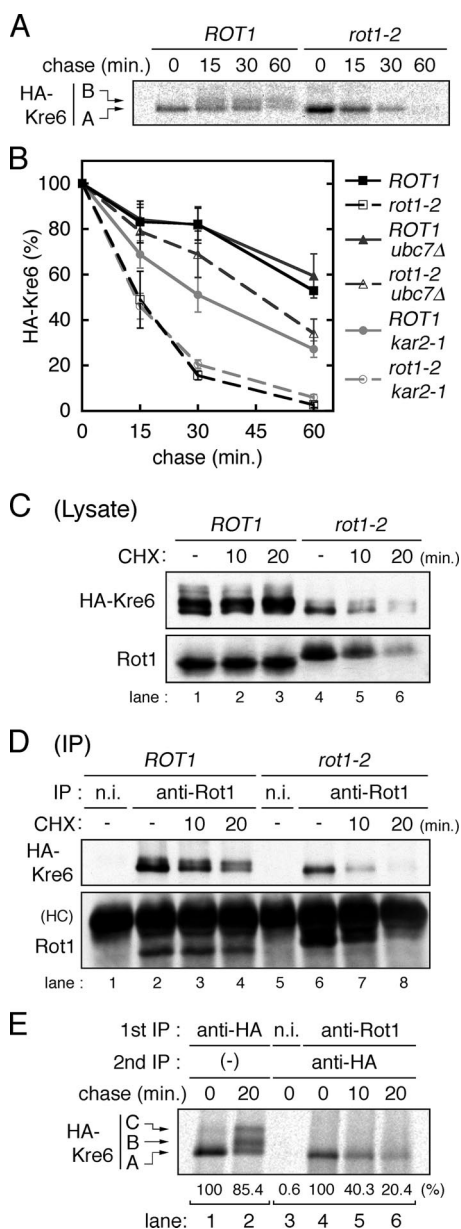 A
ROT1 rot1-2
chase (min.) 0 15 30 60 0 15 30 60
HA-Kre6 B A
B
HA-Kre6 (%)
100
80
60
40
20
0
0 15 30 45 60
chase (min.)
ROT1
rot1-2
ROT1 ubc7Δ
rot1-2 ubc7Δ
ROT1 kar2-1
rot1-2 kar2-1
C (Lysate)
ROT1 rot1-2
CHX: - 10 20 - 10 20 (min.)
HA-Kre6
Rot1
lane : 1 2 3 4 5 6
D (IP)
ROT1 rot1-2
IP : n.i. anti-Rot1 n.i. anti-Rot1
CHX: - - 10 20 - - 10 20 (min.)
HA-Kre6
(HC)
Rot1
lane : 1 2 3 4 5 6 7 8
E
1st IP : anti-HA n.i. anti-Rot1
2nd IP : (-) anti-HA
chase (min.) 0 20 0 0 10 20
HA-Kre6 C B A
100 85.4 0.6 100 40.3 20.4 (%)
lane: 1 2 3 4 5 6